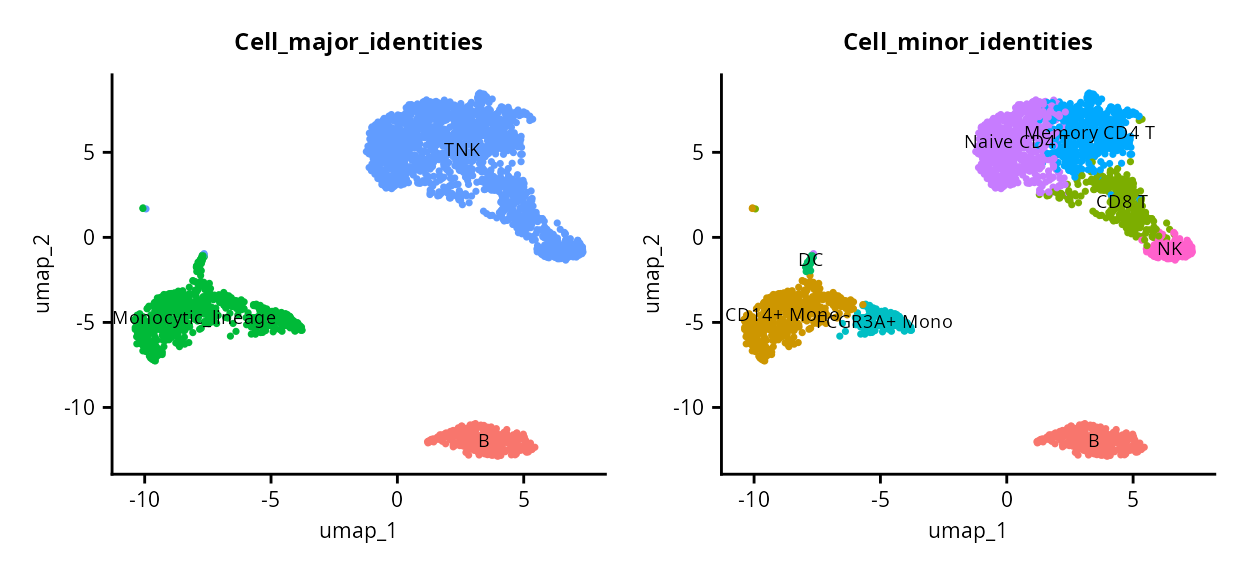 Cell_major_identities
TNK
Monocytic_lineage
B
5
0
-5
-10
-10
-5
0
5
umap_1
umap_2
Cell_minor_identities
Memory CD4 T
Naive CD4 T
CD8 T
NK
DC
CD14+ Mono
FCGR3A+ Mono
B
5
0
-5
-10
-10
-5
0
5
umap_1
umap_2